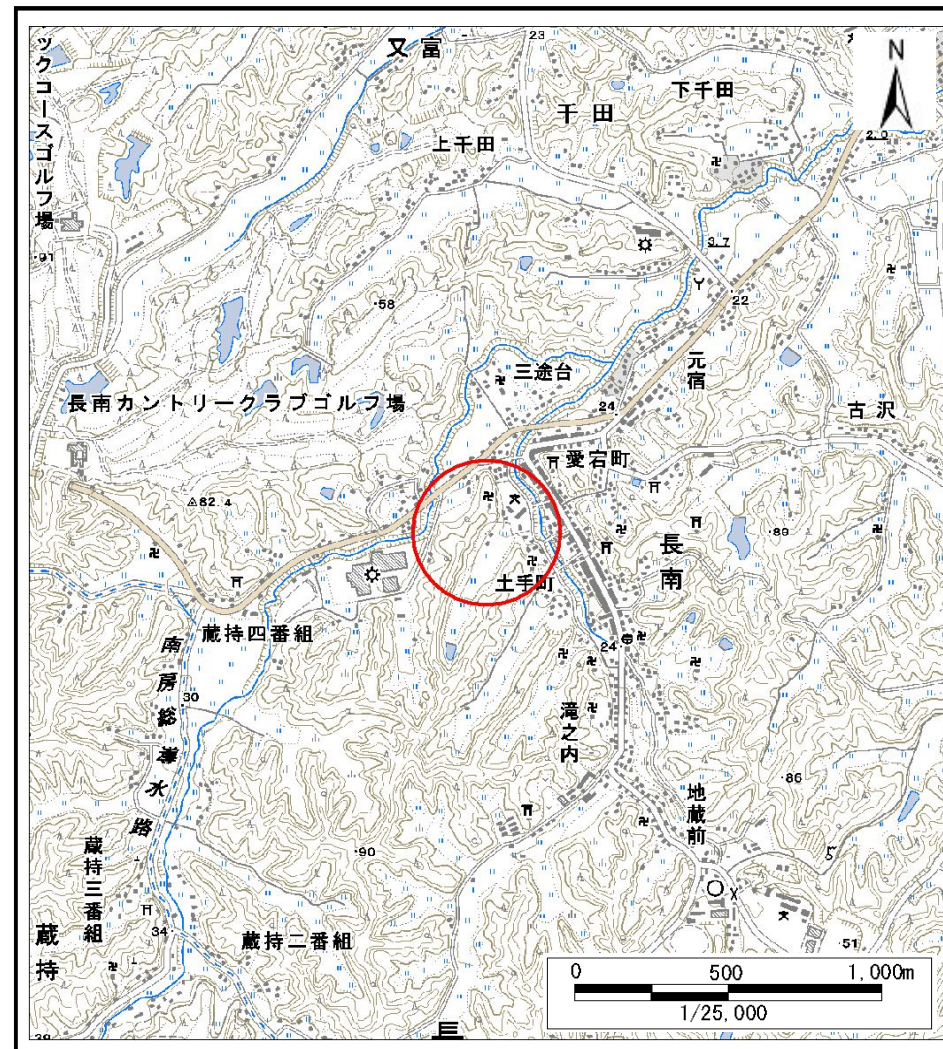 ックコースゴルフ場
又富
23
N
下千田
千田
上千田
2.0
91
3.7
58
22
三途台
元宿
24
長南カントリークラブゴルフ場
古沢
愛宕町
82.4
89
長南
土手町
蔵持四番組
24
南房総導水路
30
滝之内
86
地蔵前
90
蔵持三番組
蔵持
34
蔵持二番組
51
0 500 1,000m
1/25,000
長